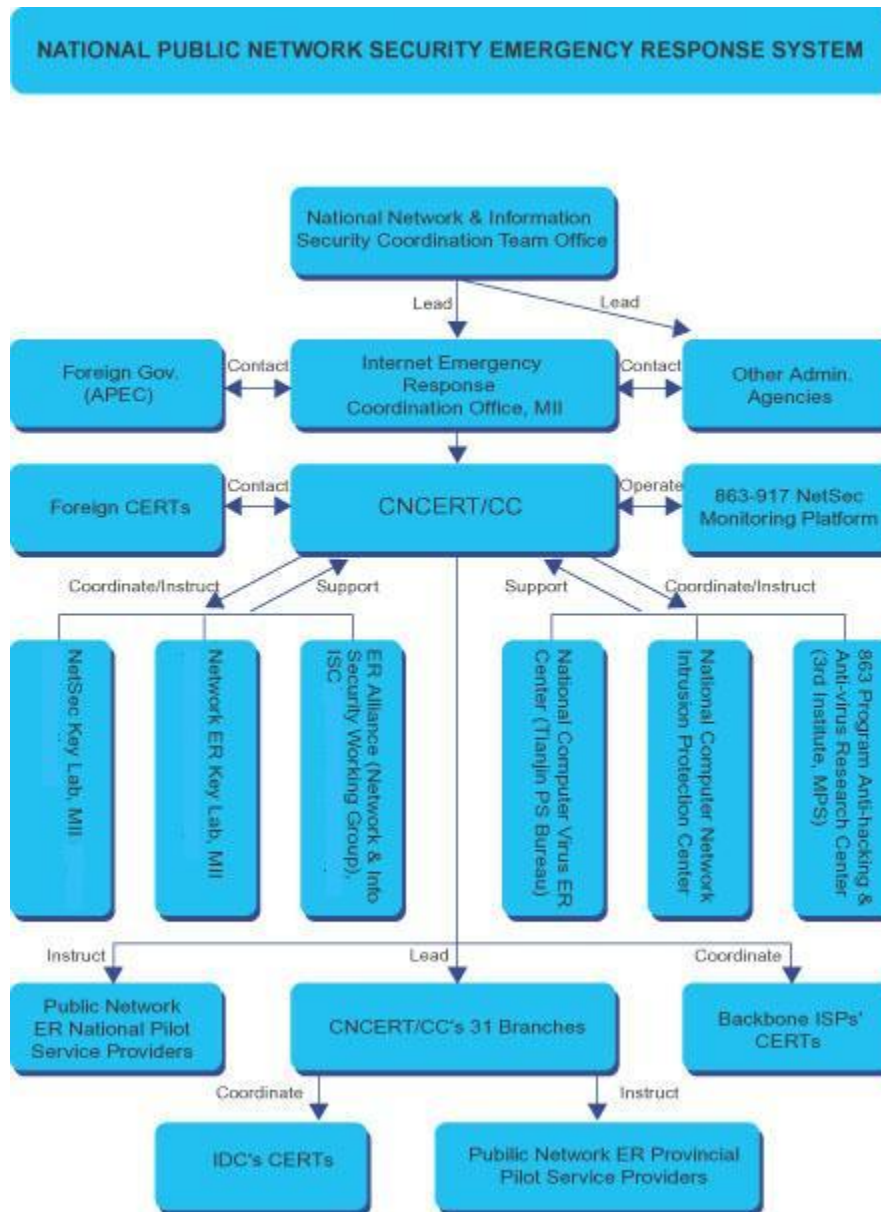 NATIONAL PUBLIC NETWORK SECURITY EMERGENCY RESPONSE SYSTEM
National Network & Information
Security Coordination Team Office
Lead
Lead
Foreign Gov.
(APEC)
Contact
Internet Emergency
Response
Coordination Office, MII
Contact
Other Admin.
Agencies
Foreign CERTs
Contact
CNCERT/CC
Operate
863-917 NetSec
Monitoring Platform
Coordinate/Instruct
Support
Support
Coordinate/Instruct
NetSec Key Lab, MII
Network ER Key Lab, MII
ER Alliance (Network & Info
Security Working Group),
ISC
National Computer Virus ER
Center (Tianjin PS Bureau)
National Computer Network
Intrusion Protection Center
863 Program Anti-hacking &
Anti-virus Research Center
(3rd Institute, MPS)
Instruct
Lead
Coordinate
Public Network
ER National Pilot
Service Providers
CNCERT/CC's 31 Branches
Backbone ISPs'
CERTs
Coordinate
Instruct
IDC's CERTs
Pubilic Network ER Provincial
Pilot Service Providers